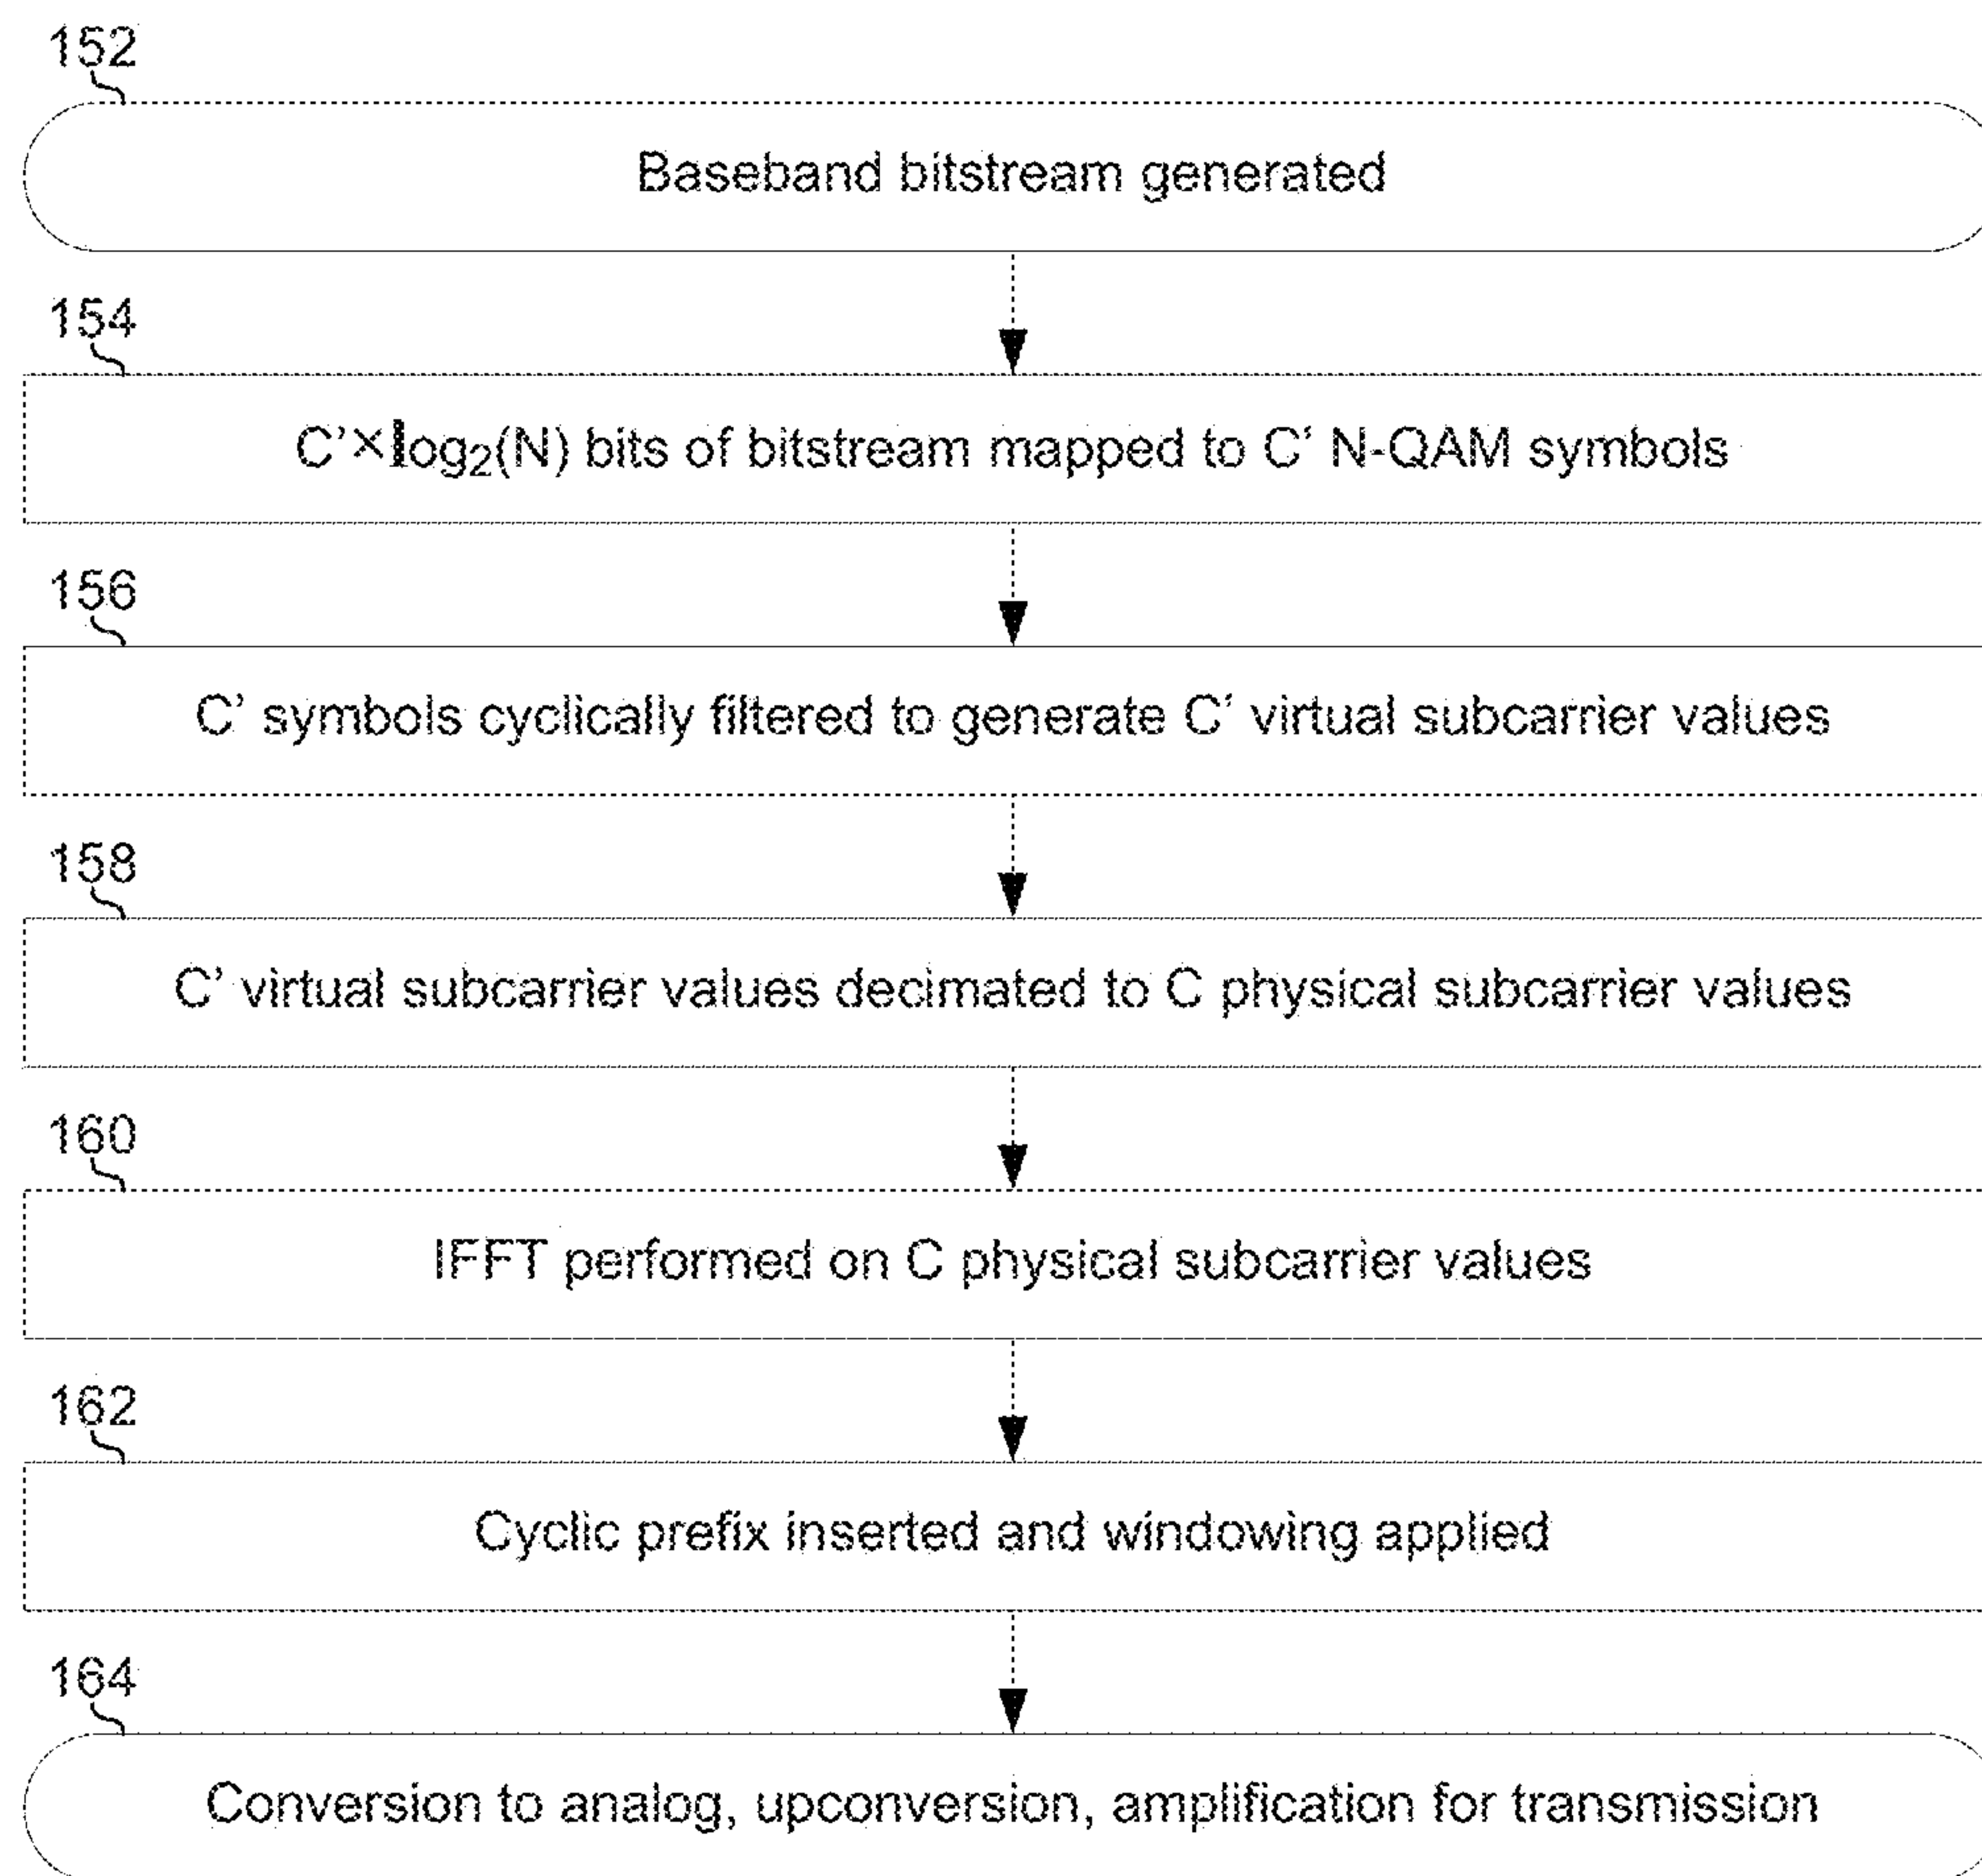 152
Baseband bitstream generated
154
C’×log₂(N) bits of bitstream mapped to C‘ N-QAM symbols
156
C’ symbols cyclically filtered to generate C’ virtual subcarrier values
158
C’ virtual subcarrier values decimated to C physical subcarrier values
160
IFFT performed on C physical subcarrier values
162
Cyclic prefix inserted and windowing applied
164
Conversion to analog, upconversion, amplification for transmission